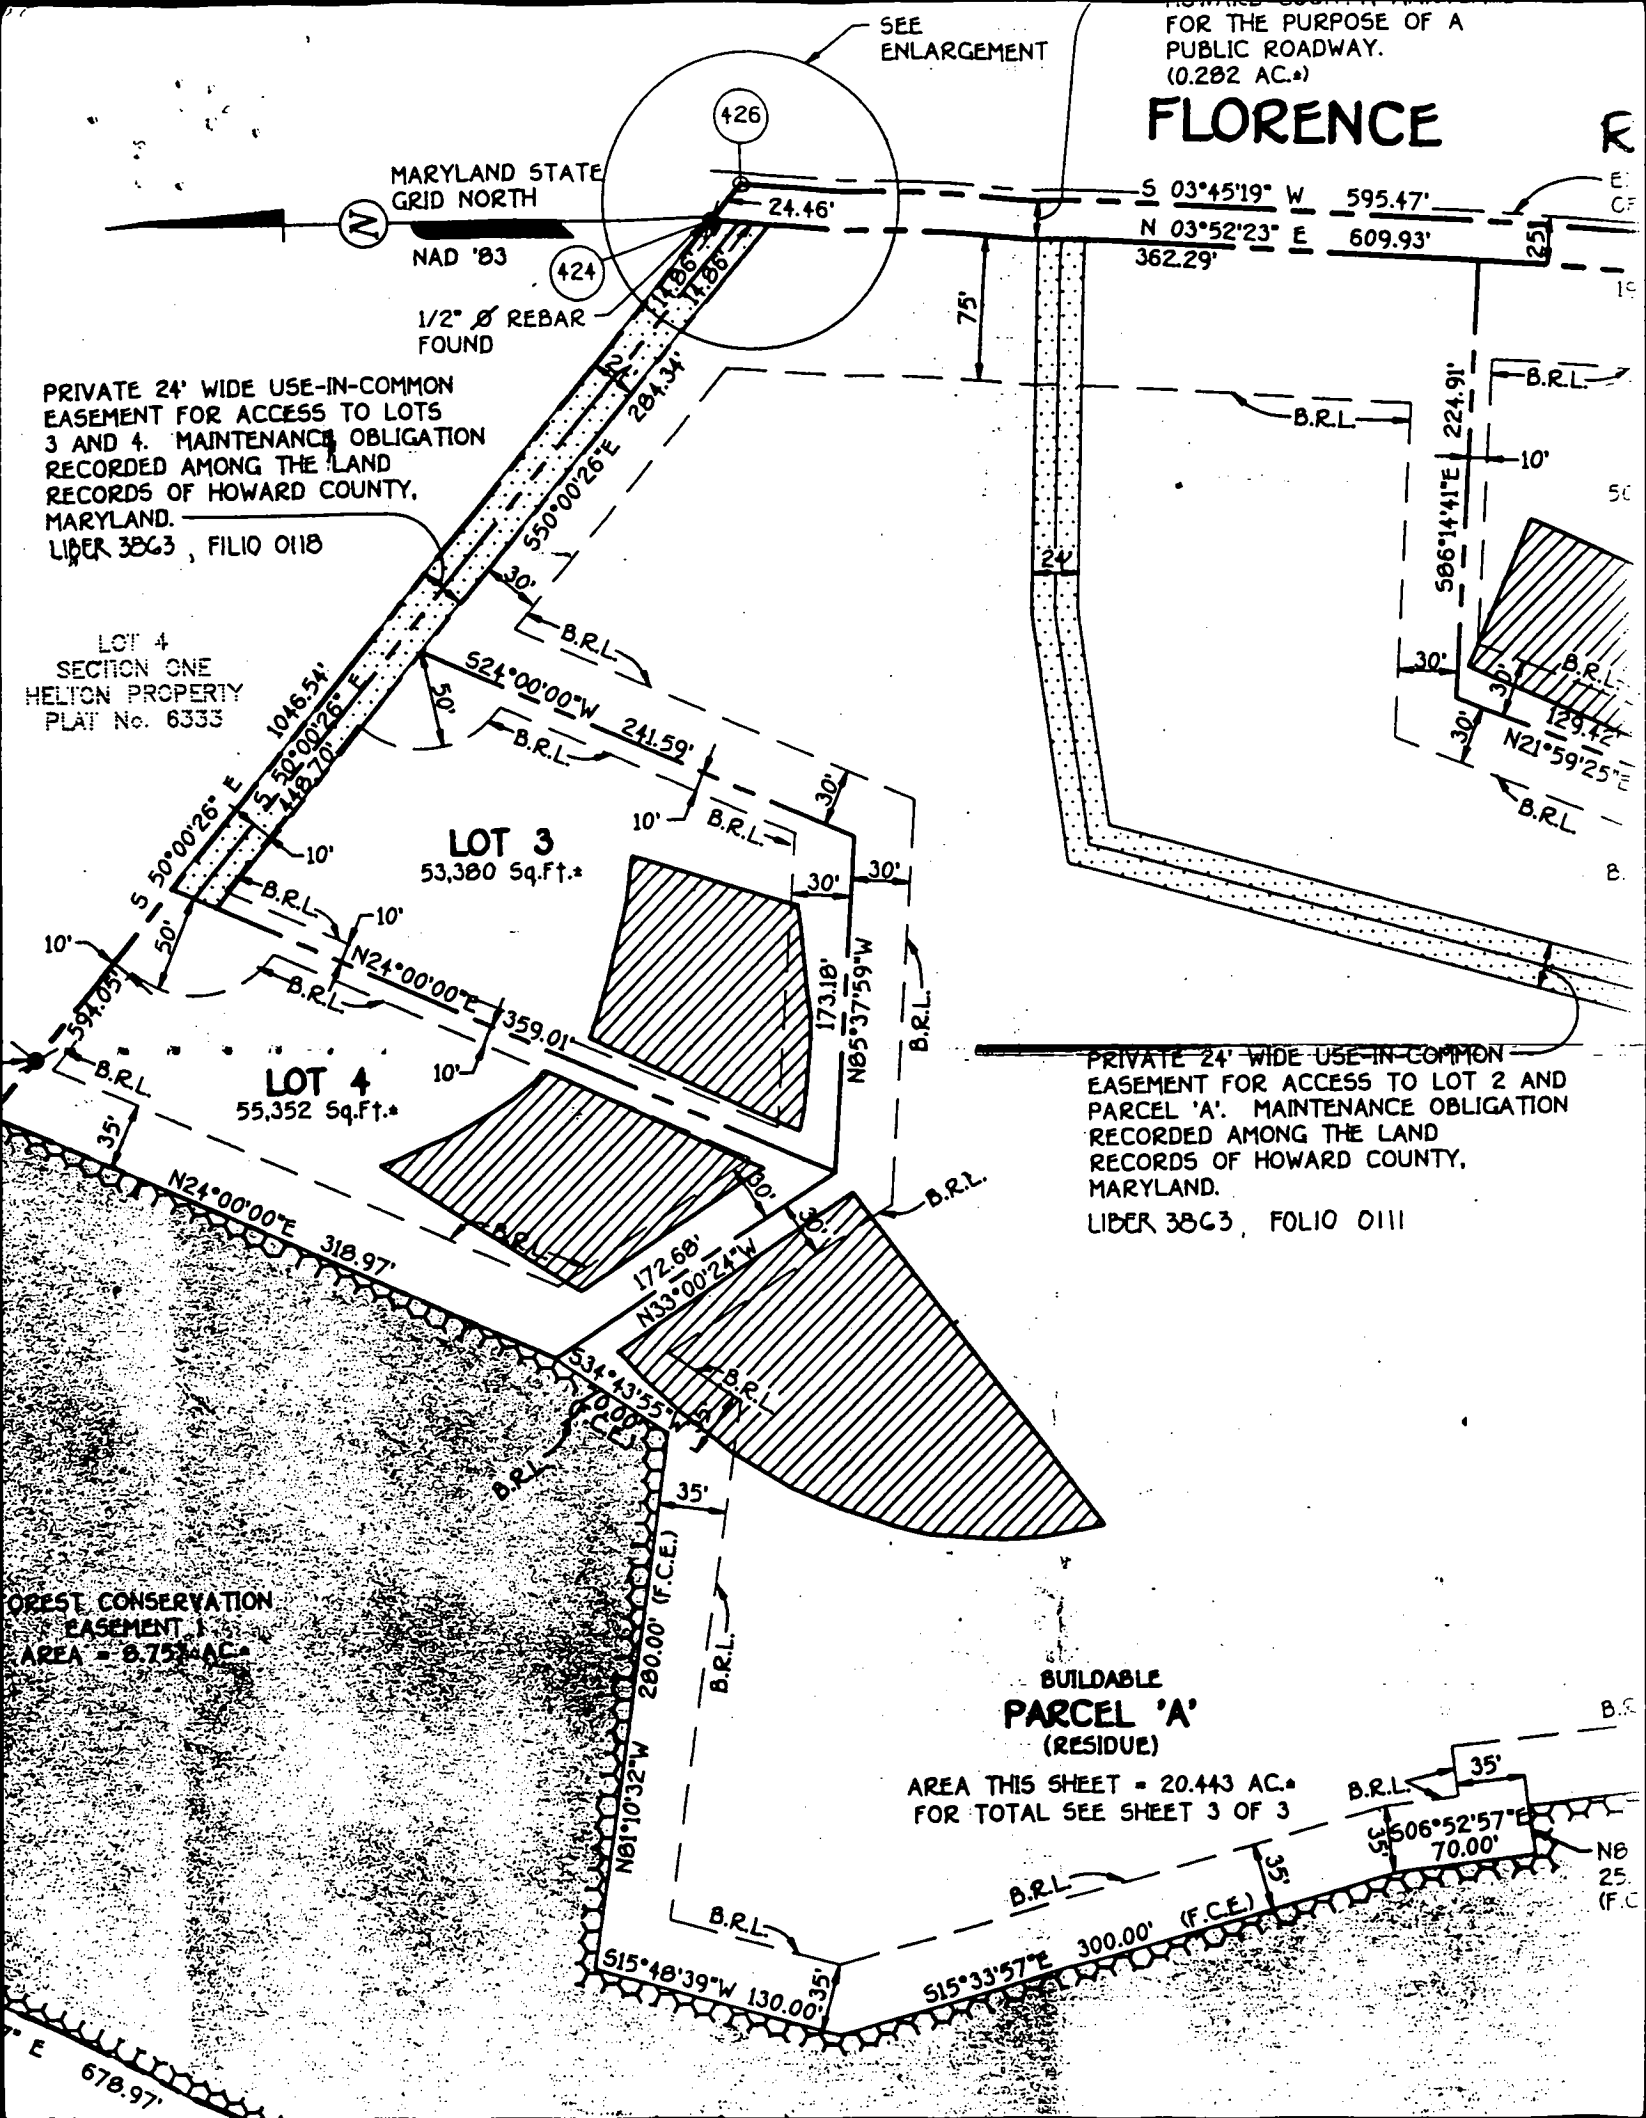 SEE
ENLARGEMENT
FOR THE PURPOSE OF A
PUBLIC ROADWAY.
(0.282 AC.±)
FLORENCE R
426
MARYLAND STATE
GRID NORTH
N
NAD '83
424
1/2" Ø REBAR
FOUND
24.46'
S 03°45'19" W 595.47'
N 03°52'23" E 609.93'
362.29'
25'
75'
14.86'
14.86'
284.34'
S50°00'26"E
PRIVATE 24' WIDE USE-IN-COMMON
EASEMENT FOR ACCESS TO LOTS
3 AND 4. MAINTENANCE OBLIGATION
RECORDED AMONG THE LAND
RECORDS OF HOWARD COUNTY,
MARYLAND.
LIBER 3863, FILIO 0118
B.R.L.
B.R.L.
S86°14'41"E 224.91'
10'
24'
30'
B.R.L.
LOT 4
SECTION ONE
HELTON PROPERTY
PLAT No. 6333
1046.54'
S 50°00'26" E
448.70'
S 50°00'26" E
50'
S24°00'00"W 241.59'
B.R.L.
10'
B.R.L.
30'
30'
30'
B.R.L.
30'
30'
129.42'
N21°59'25"E
B.R.L.
LOT 3
53,380 Sq.Ft.±
10'
B.R.L.
10'
30'
30'
50'
10'
594.05'
N24°00'00"E 359.01'
B.R.L.
10'
173.18'
N85°37'59"W
B.R.L.
B.R.L.
LOT 4
55,352 Sq.Ft.±
35'
PRIVATE 24' WIDE USE-IN-COMMON
EASEMENT FOR ACCESS TO LOT 2 AND
PARCEL 'A'. MAINTENANCE OBLIGATION
RECORDED AMONG THE LAND
RECORDS OF HOWARD COUNTY,
MARYLAND.
LIBER 3863, FOLIO 0111
N24°00'00"E 318.97'
B.R.L.
30'
30'
B.R.L.
172.68'
N33°00'24"W
S34°43'55"W
70.00'
(F.C.E.)
B.R.L.
35'
B.R.L.
35'
N81°10'32"W 280.00' (F.C.E.)
B.R.L.
FOREST CONSERVATION
EASEMENT 1
BUILDABLE
PARCEL 'A'
(RESIDUE)
AREA THIS SHEET = 20.443 AC.±
FOR TOTAL SEE SHEET 3 OF 3
B.R.L.
35'
S06°52'57"E
70.00'
35'
35'
B.R.L.
B.R.L.
S15°48'39"W 130.00'
35'
S15°33'57"E 300.00' (F.C.E.)
E 678.97'